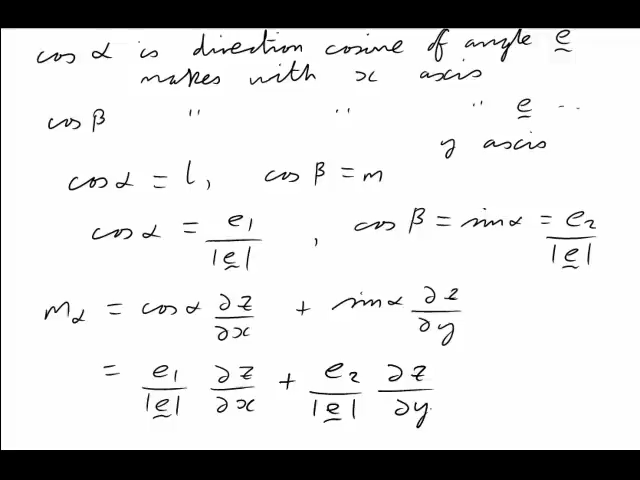 cos α is direction cosine of angle e
makes with x axis
cos β " " " e ..
y axis
cos α = l, cos β = m
cos α = e₁/|e|, cos β = sin α = e₂/|e|
m_α = cos α ∂z/∂x + sin α ∂z/∂y
= e₁/|e| ∂z/∂x + e₂/|e| ∂z/∂y